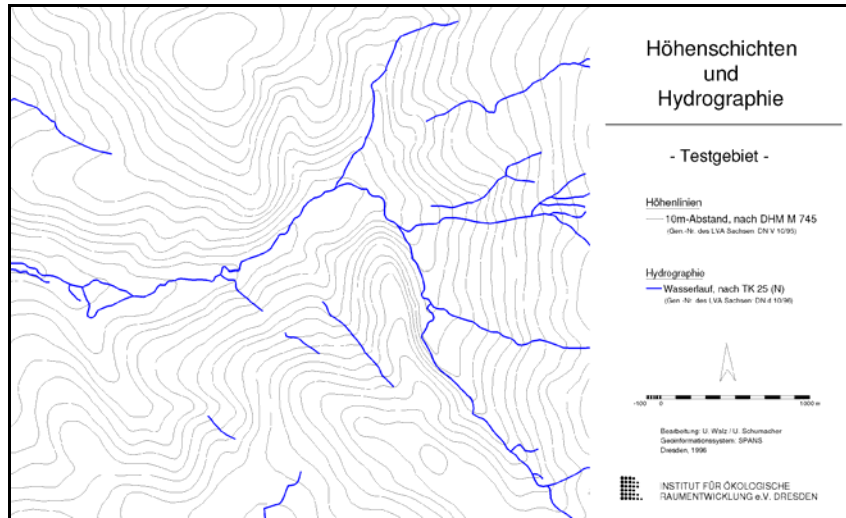 Höhenschichten
und
Hydrographie
- Testgebiet -
Höhenlinien
10m-Abstand, nach DHM M 745
(Gen.-Nr. des LVA Sachsen DN V 10/95)
Hydrographie
Wasserlauf, nach TK 25 (N)
(Gen.-Nr. des LVA Sachsen DN d 10/96)
-100 0 1000 m
Bearbeitung: U. Walz / U. Schumacher
Geoinformationssystem: SPANS
Dresden, 1996
INSTITUT FÜR ÖKOLOGISCHE
RAUMENTWICKLUNG e.V. DRESDEN